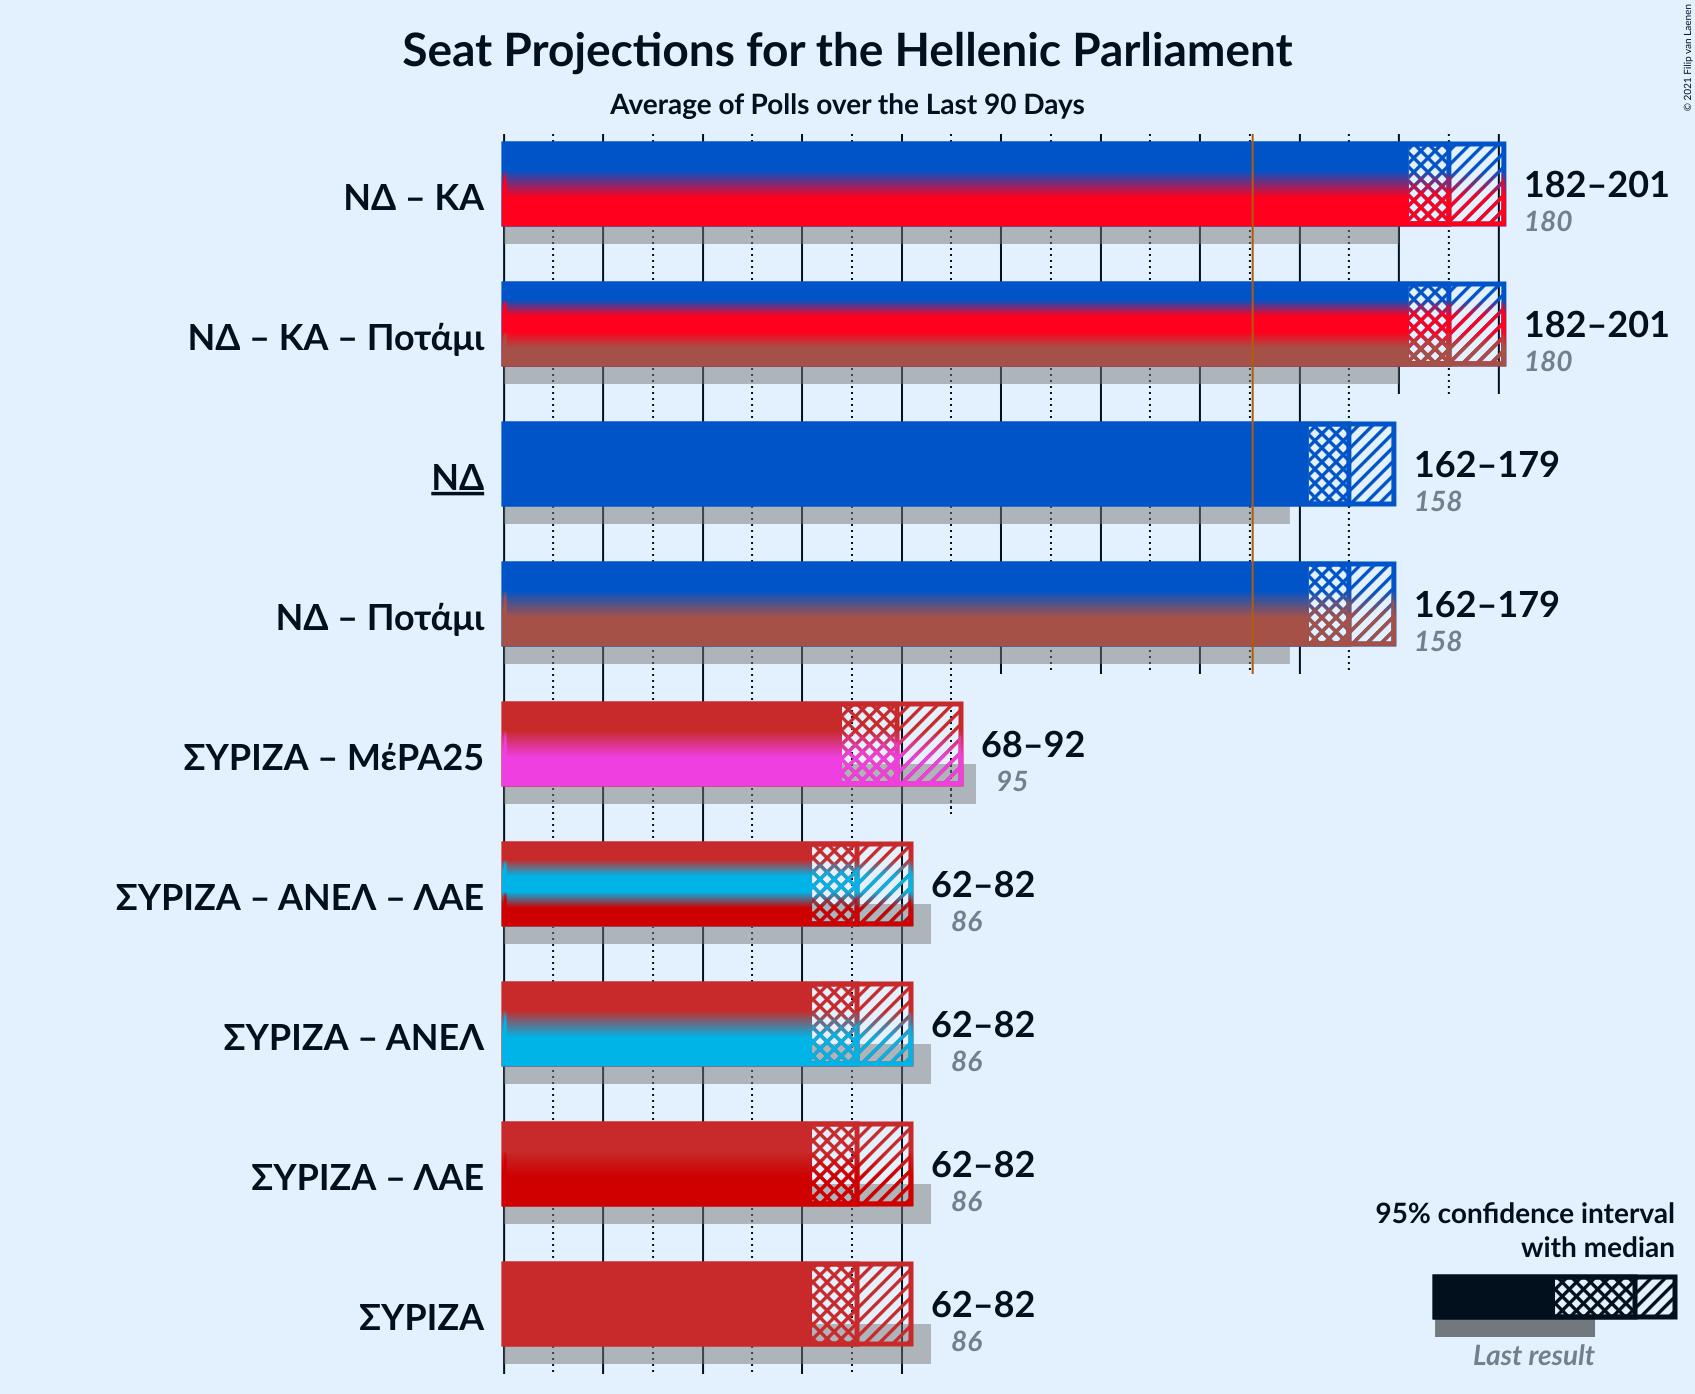 Seat Projections for the Hellenic Parliament
Average of Polls over the Last 90 Days
© 2021 Filip van Laenen
ΝΔ – ΚΑ
182–201
180
ΝΔ – ΚΑ – Ποτάμι
182–201
180
ΝΔ
162–179
158
ΝΔ – Ποτάμι
162–179
158
ΣΥΡΙΖΑ – ΜέΡΑ25
68–92
95
ΣΥΡΙΖΑ – ΑΝΕΛ – ΛΑΕ
62–82
86
ΣΥΡΙΖΑ – ΑΝΕΛ
62–82
86
ΣΥΡΙΖΑ – ΛΑΕ
62–82
86
ΣΥΡΙΖΑ
62–82
86
95% confidence interval
with median
Last result